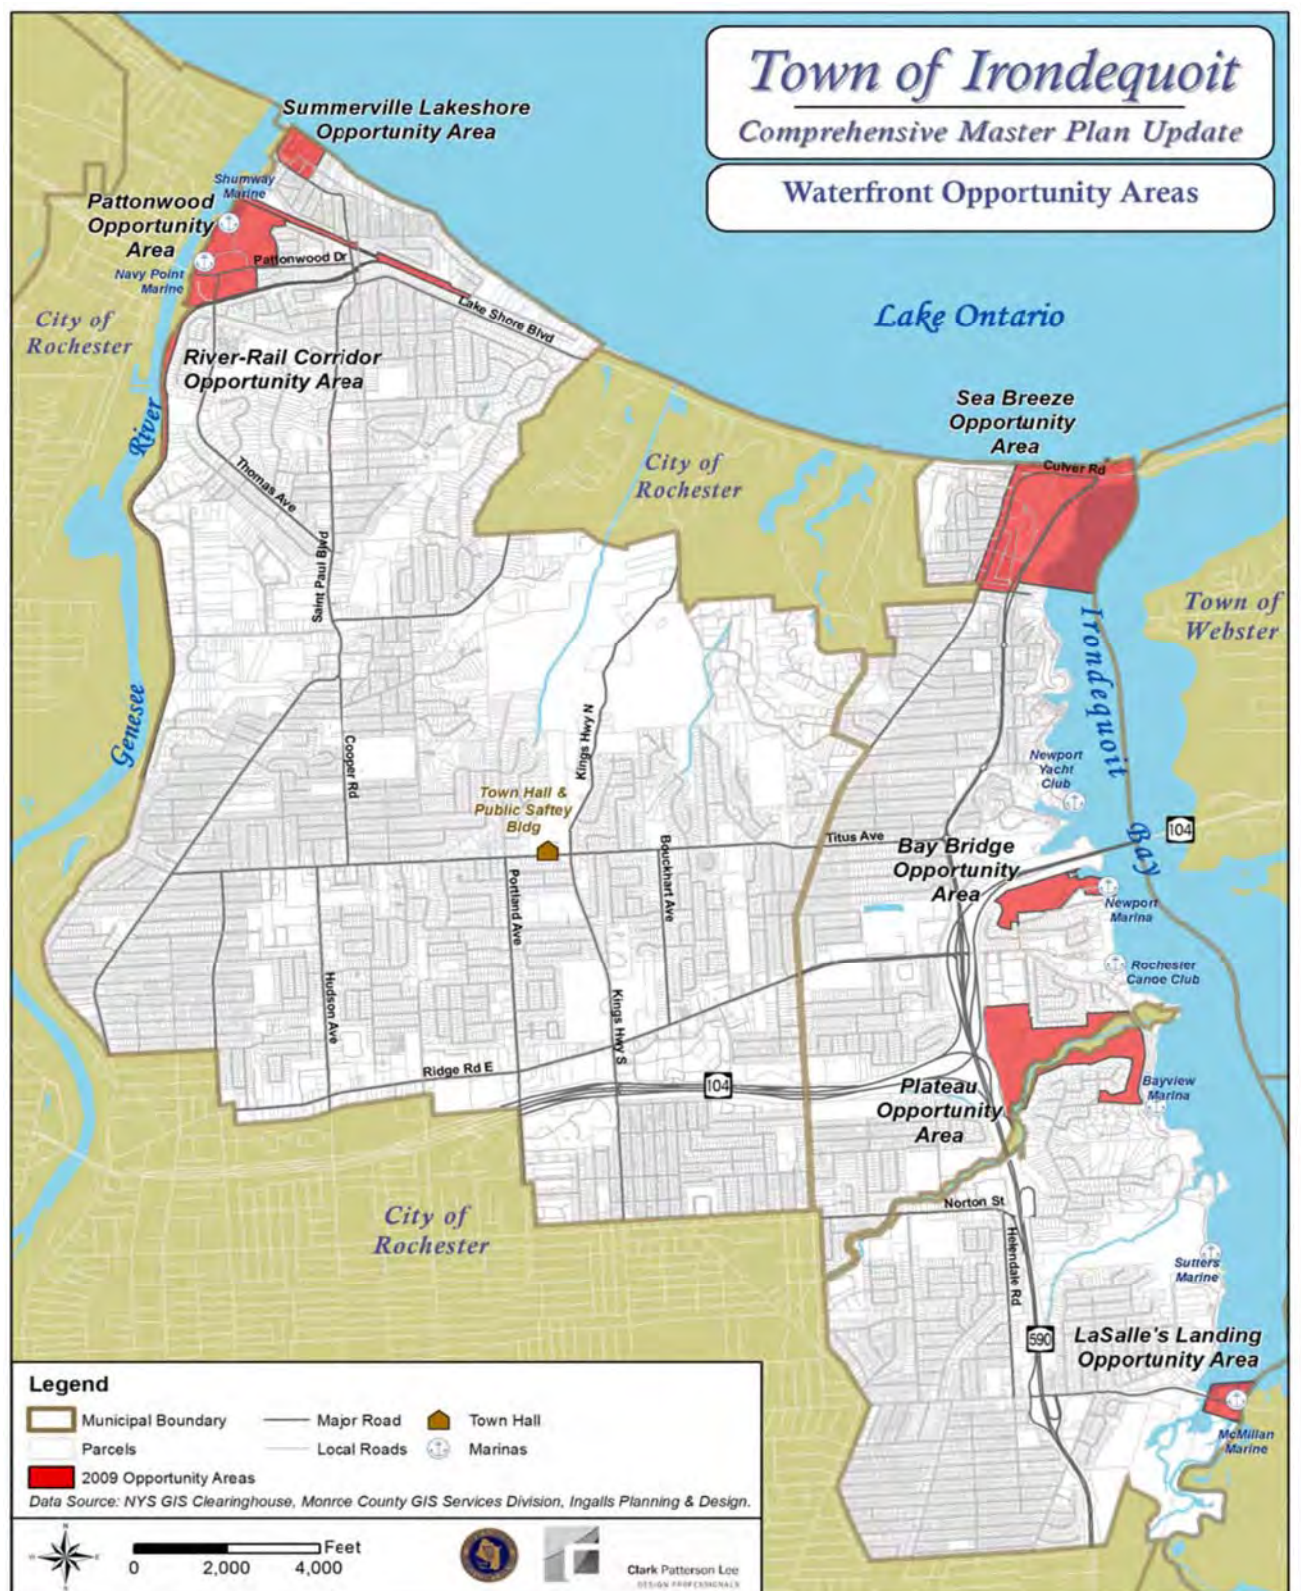 Town of Irondequoit
Comprehensive Master Plan Update
Waterfront Opportunity Areas
Summerville Lakeshore
Opportunity Area
Shumway
Marine
Pattonwood
Opportunity
Area
Pattonwood Dr
Navy Point
Marine
Lake Shore Blvd
City of
Rochester
Lake Ontario
River-Rail Corridor
Opportunity Area
River
Sea Breeze
Opportunity
Area
Culver Rd
City of
Rochester
Thomas Ave
Saint Paul Blvd
Town of
Webster
Irondequoit
Bay
Genesee
Kings Hwy N
Cooper Rd
Newport
Yacht
Club
Town Hall &
Public Saftey
Bldg
104
Titus Ave
Bay Bridge
Opportunity
Area
Bouckhart Ave
Portland Ave
Newport
Marina
Rochester
Canoe Club
Hudson Ave
Kings Hwy S
Ridge Rd E
104
Plateau
Opportunity
Area
Bayview
Marina
City of
Rochester
Norton St
Helendale Rd
Sutters
Marine
590
LaSalle's Landing
Opportunity Area
McMillan
Marine
Legend
Municipal Boundary
Major Road
Town Hall
Parcels
Local Roads
Marinas
2009 Opportunity Areas
Data Source: NYS GIS Clearinghouse, Monroe County GIS Services Division, Ingalls Planning & Design.
N
W
E
S
Feet
0 2,000 4,000
Clark Patterson Lee
DESIGN PROFESSIONALS